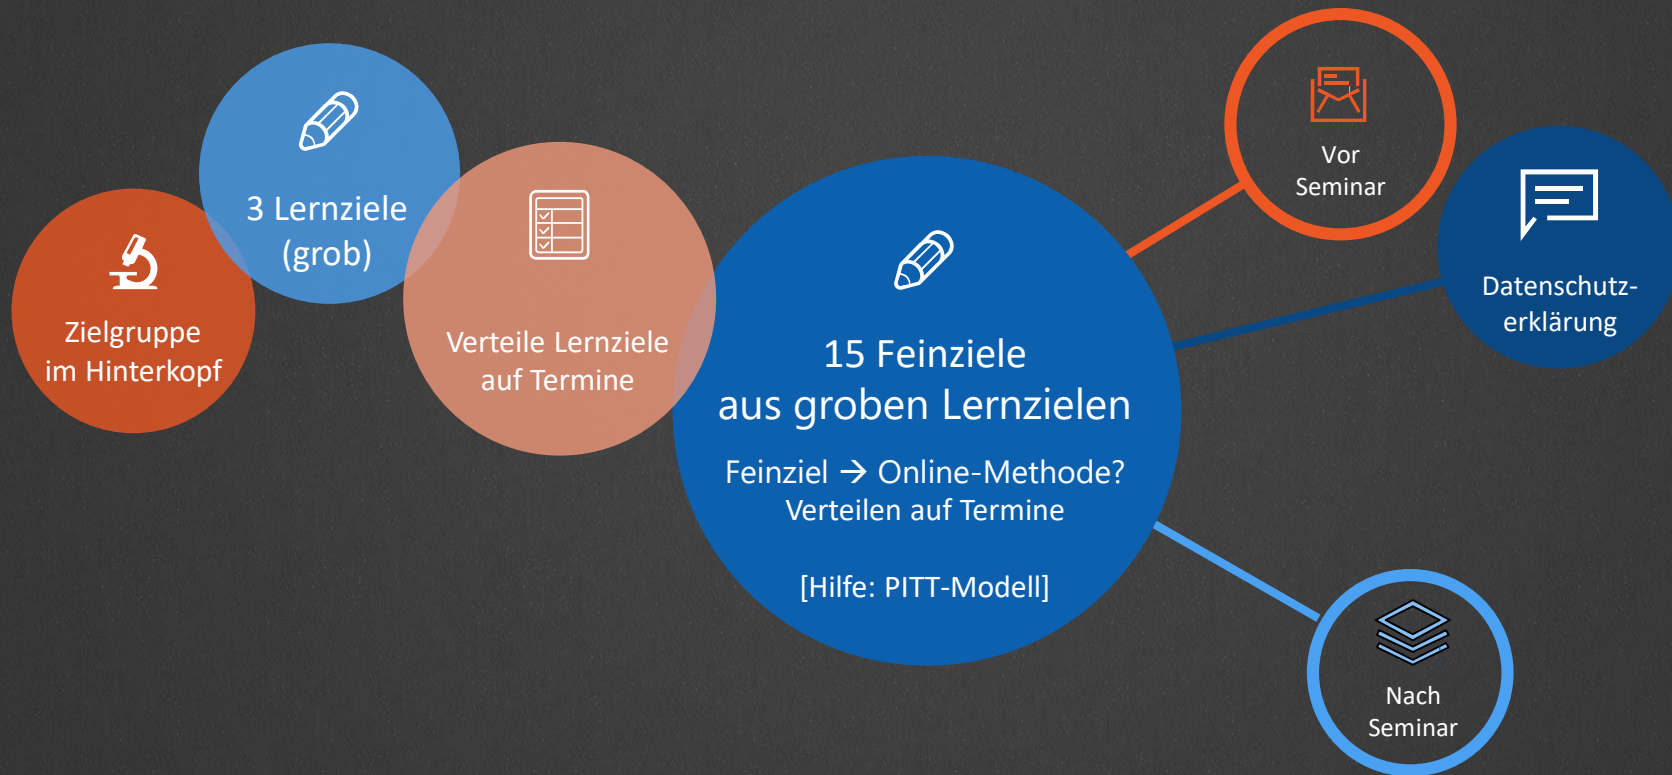 Zielgruppe
im Hinterkopf
3 Lernziele
(grob)
Verteile Lernziele
auf Termine
15 Feinziele
aus groben Lernzielen
Feinziel → Online-Methode?
Verteilen auf Termine
[Hilfe: PITT-Modell]
Vor
Seminar
Datenschutz-
erklärung
Nach
Seminar